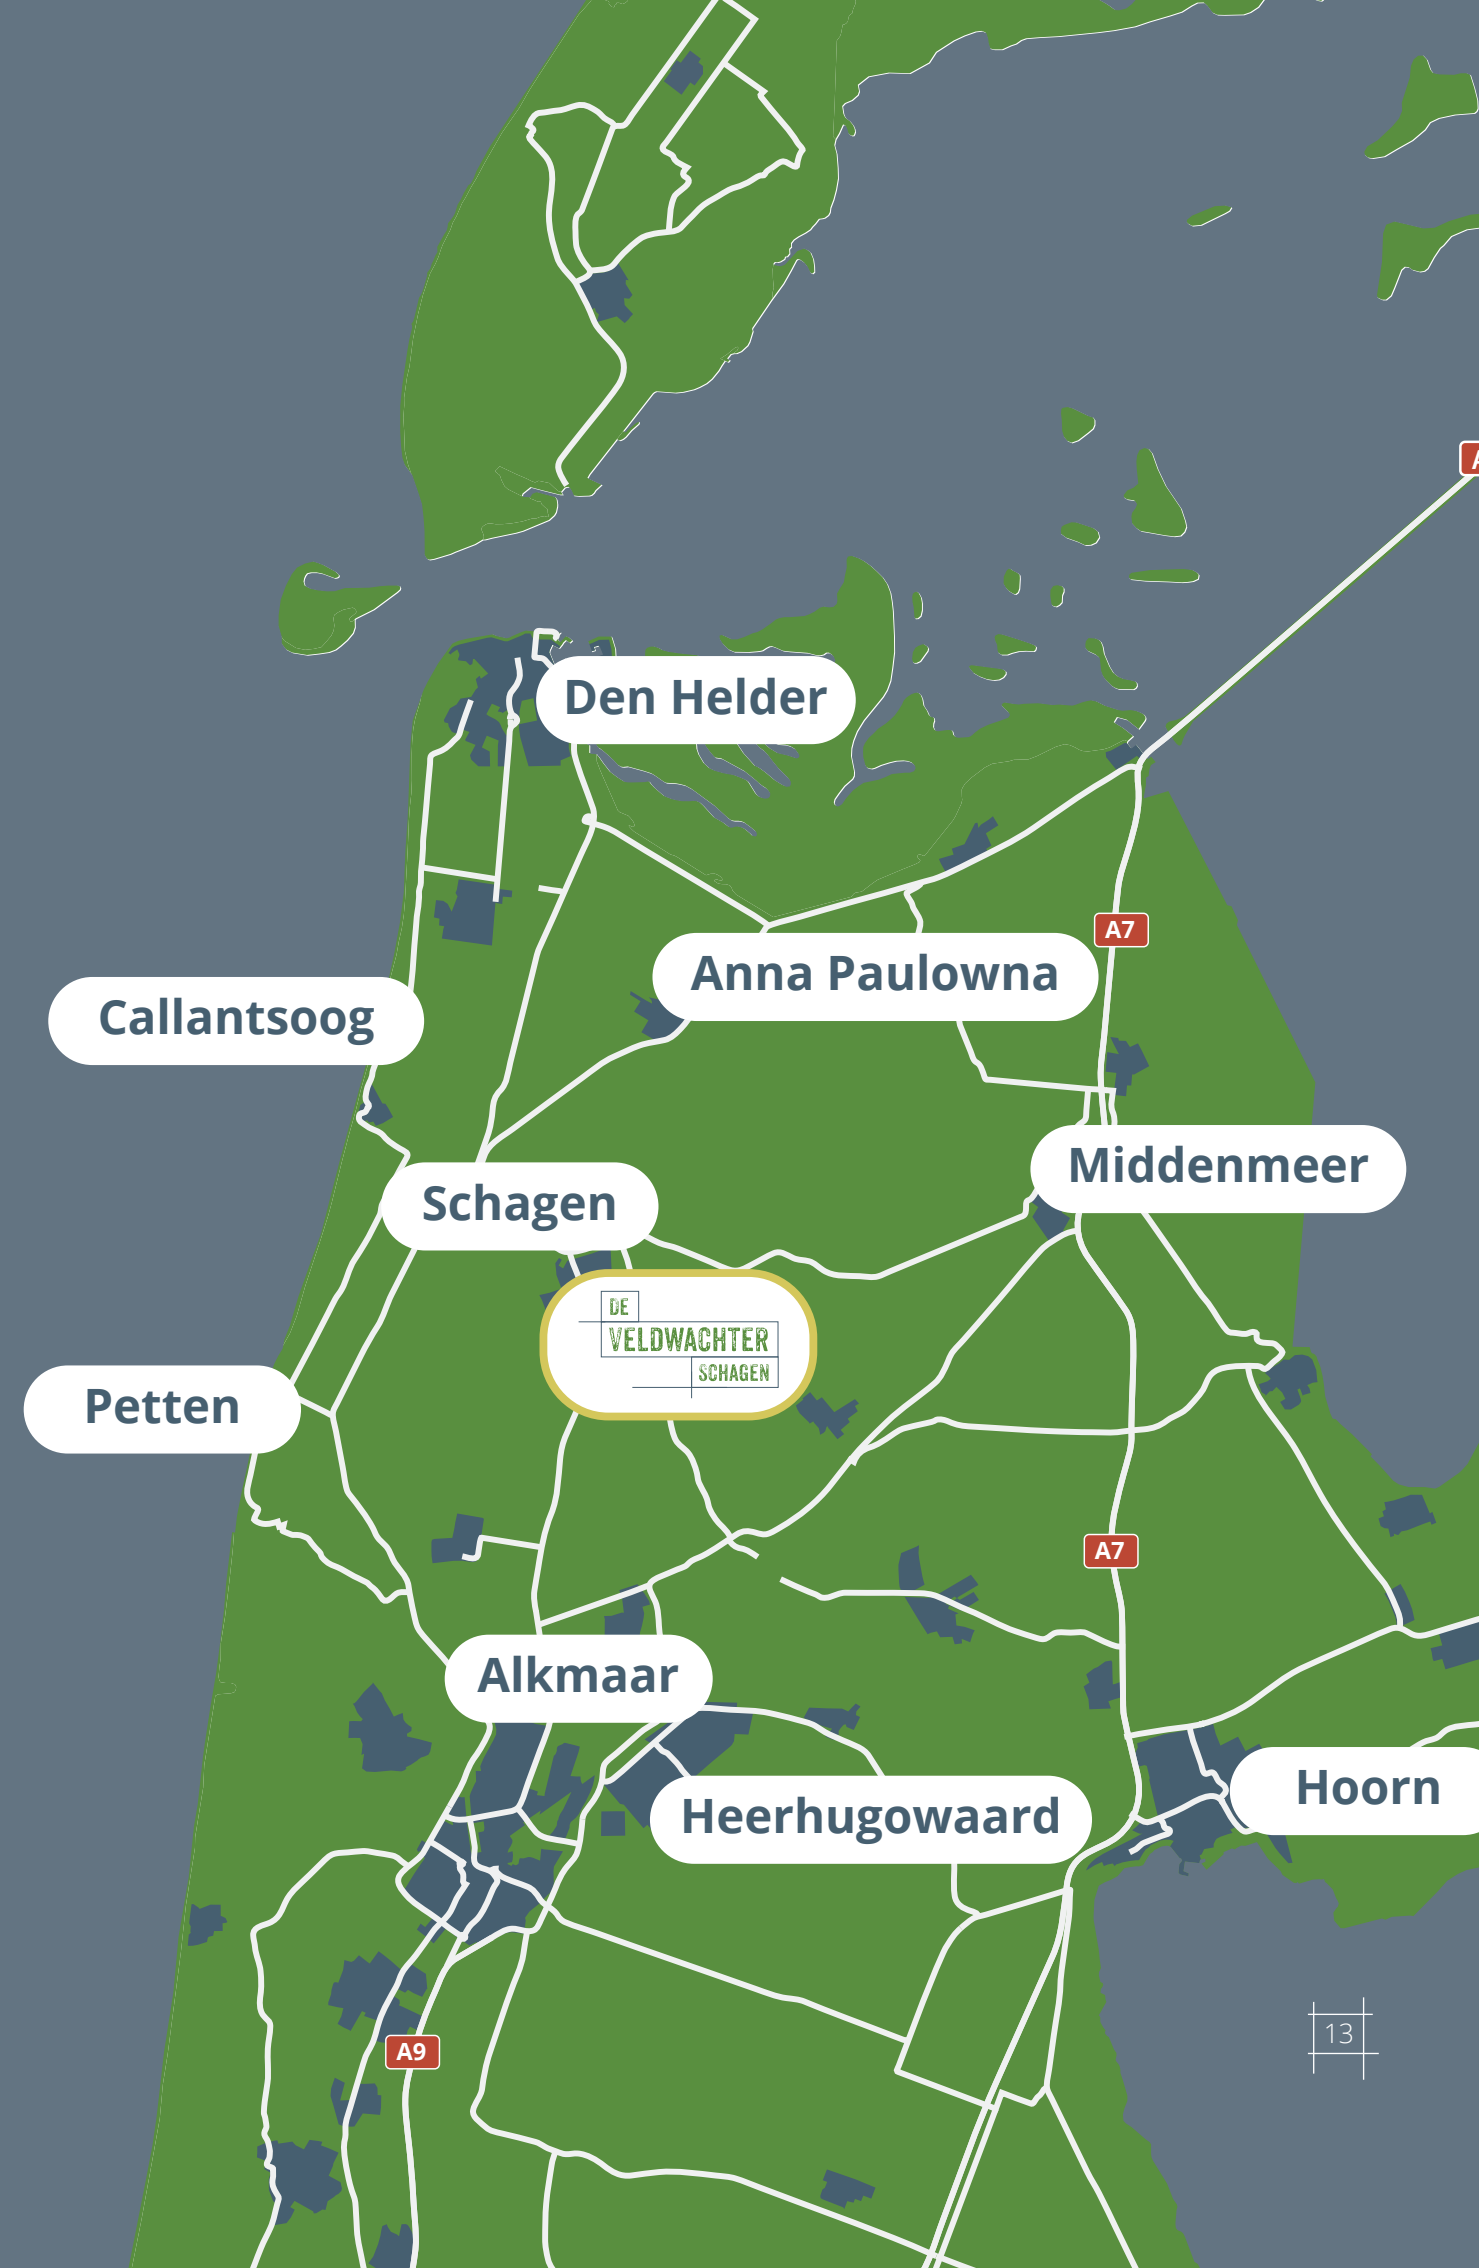 Den Helder
A7
Anna Paulowna
Callantsoog
Middenmeer
Schagen
DE
VELDWACHTER
SCHAGEN
Petten
A7
Alkmaar
Hoorn
Heerhugowaard
13
A9